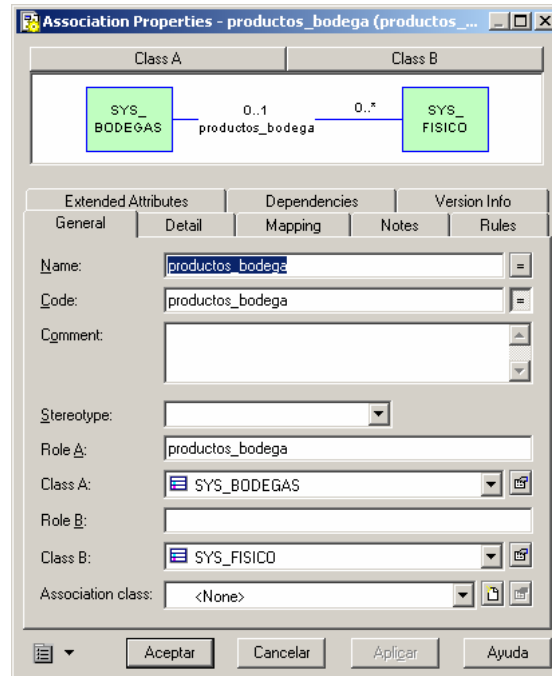 Association Properties - productos_bodega (productos_...
Class A Class B
SYS_
BODEGAS
0..1
productos_bodega
0..*
SYS_
FISICO
Extended Attributes Dependencies Version Info
General Detail Mapping Notes Rules
Name: productos_bodega =
Code: productos_bodega =
Comment:
Stereotype:
Role A: productos_bodega
Class A: SYS_BODEGAS
Role B:
Class B: SYS_FISICO
Association class: <None>
Aceptar Cancelar Aplicar Ayuda